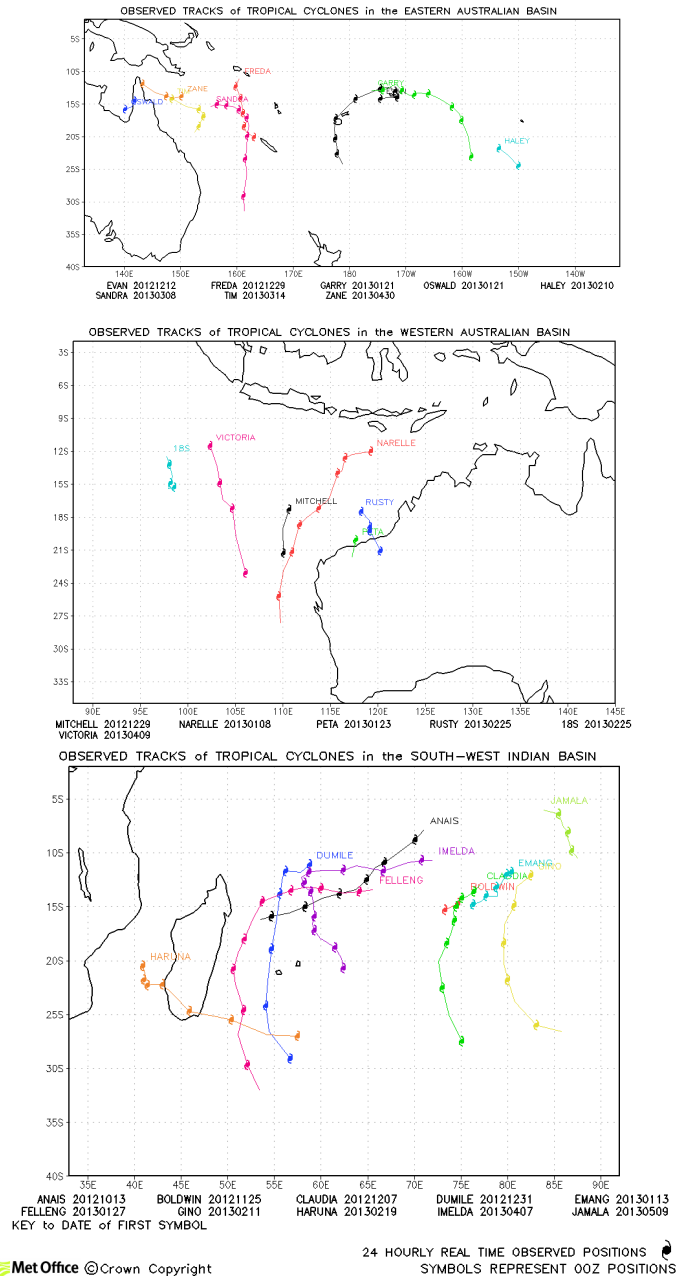 OBSERVED TRACKS of TROPICAL CYCLONES in the EASTERN AUSTRALIAN BASIN
5S
10S
15S
20S
25S
30S
35S
40S
FREDA
ZANE
OSWALD
SANDRA
GARRY
HALEY
140E 150E 160E 170E 180 170W 160W 150W 140W
EVAN 20121212 FREDA 20121229 GARRY 20130121 OSWALD 20130121 HALEY 20130210
SANDRA 20130308 TIM 20130314 ZANE 20130430
OBSERVED TRACKS of TROPICAL CYCLONES in the WESTERN AUSTRALIAN BASIN
3S
6S
9S
12S
15S
18S
21S
24S
27S
30S
33S
18S
VICTORIA
NARELLE
MITCHELL
RUSTY
PETA
90E 95E 100E 105E 110E 115E 120E 125E 130E 135E 140E 145E
MITCHELL 20121229 NARELLE 20130108 PETA 20130123 RUSTY 20130225 18S 20130225
VICTORIA 20130409
OBSERVED TRACKS of TROPICAL CYCLONES in the SOUTH-WEST INDIAN BASIN
5S
10S
15S
20S
25S
30S
35S
40S
JAMALA
ANAIS
IMELDA
DUMILE
EMANG
GINO
CLAUDIA
FELLENG
BOLDWIN
HARUNA
35E 40E 45E 50E 55E 60E 65E 70E 75E 80E 85E 90E
ANAIS 20121013 BOLDWIN 20121125 CLAUDIA 20121207 DUMILE 20121231 EMANG 20130113
FELLENG 20130127 GINO 20130211 HARUNA 20130219 IMELDA 20130407 JAMALA 20130509
KEY to DATE of FIRST SYMBOL
24 HOURLY REAL TIME OBSERVED POSITIONS
Met Office © Crown Copyright SYMBOLS REPRESENT 00Z POSITIONS